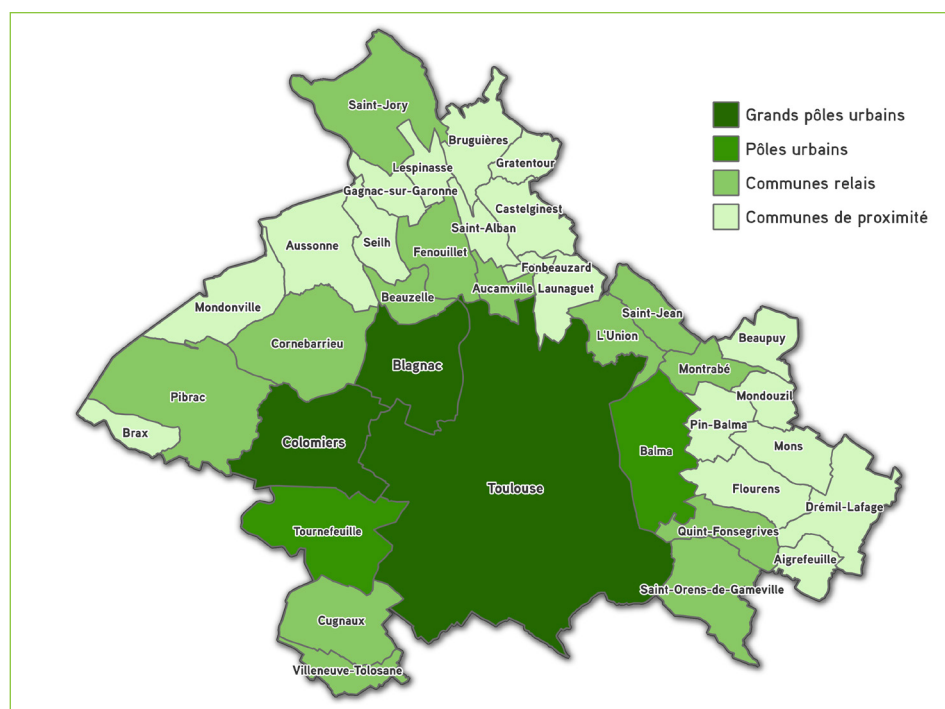 Grands pôles urbains
Pôles urbains
Communes relais
Communes de proximité
Saint-Jory
Bruguières
Gratentour
Lespinasse
Gagnac-sur-Garonne
Castelginest
Saint-Alban
Aussonne
Seilh
Fenouillet
Fonbeauzard
Aucamville
Launaguet
Beauzelle
Mondonville
Saint-Jean
L'Union
Beaupuy
Cornebarrieu
Blagnac
Montrabé
Pibrac
Mondouzil
Pin-Balma
Brax
Colomiers
Balma
Mons
Toulouse
Flourens
Drémil-Lafage
Tournefeuille
Quint-Fonsegrives
Aigrefeuille
Saint-Orens-de-Gameville
Cugnaux
Villeneuve-Tolosane